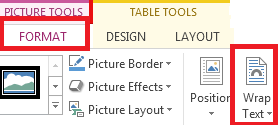 PICTURE TOOLS TABLE TOOLS
FORMAT DESIGN LAYOUT
Picture Border
Picture Effects
Picture Layout
Position
Wrap
Text